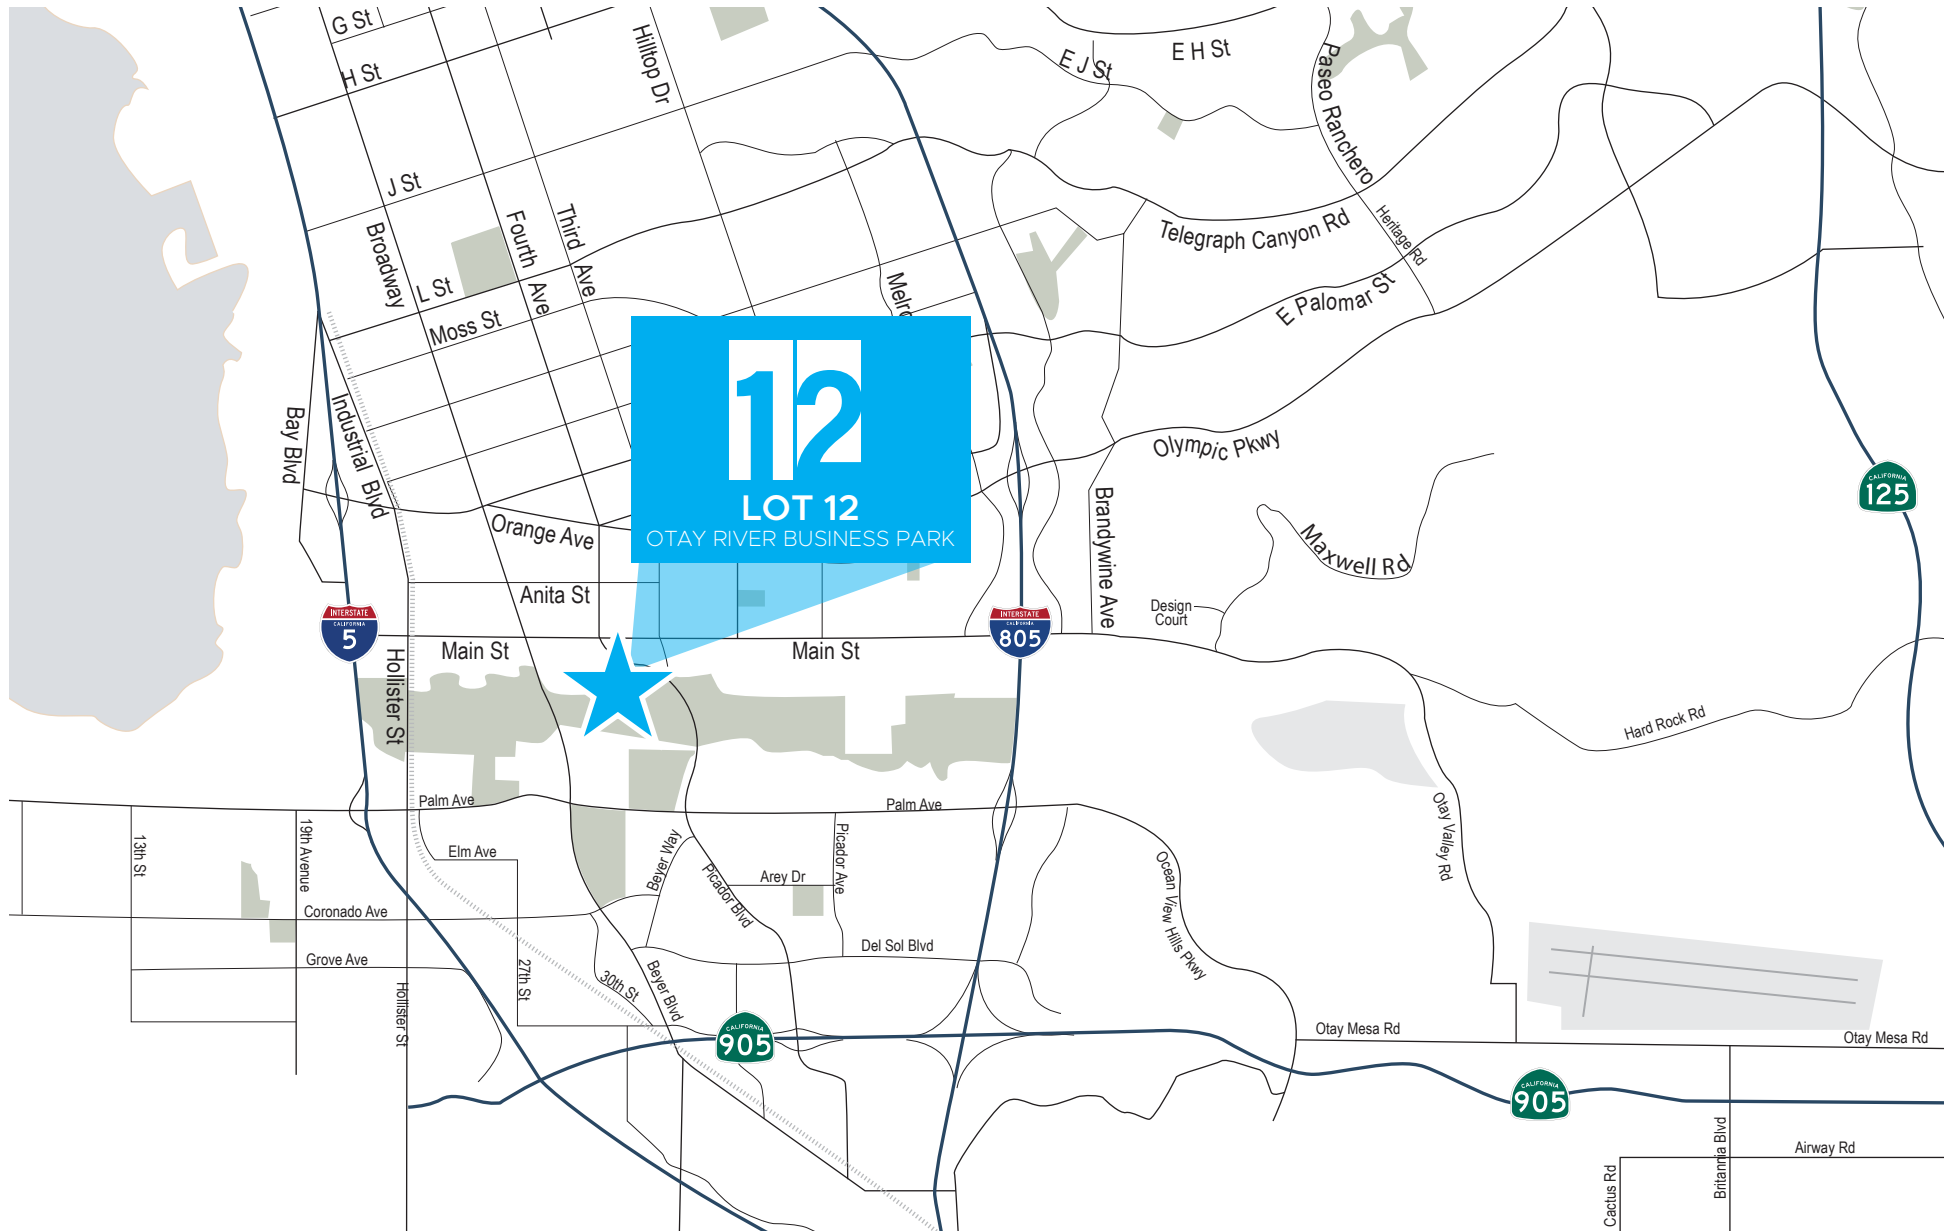 G St
H St
Hilltop Dr
E J St
E H St
Paseo Ranchero
J St
Broadway
Fourth Ave
Third Ave
L St
Moss St
Telegraph Canyon Rd
Heritage Rd
E Palomar St
12
LOT 12
OTAY RIVER BUSINESS PARK
Bay Blvd
Industrial Blvd
Orange Ave
Olympic Pkwy
Brandywine Ave
Maxwell Rd
CALIFORNIA
125
Anita St
Design
Court
INTERSTATE
CALIFORNIA
5
INTERSTATE
CALIFORNIA
805
Main St
Main St
Hollister St
Hard Rock Rd
Palm Ave
Palm Ave
Otay Valley Rd
13th St
19th Avenue
Elm Ave
Beyer Way
Picador Blvd
Arey Dr
Picador Ave
Ocean View Hills Pkwy
Coronado Ave
Del Sol Blvd
Grove Ave
27th St
30th St
Beyer Blvd
Hollister St
CALIFORNIA
905
Otay Mesa Rd
Otay Mesa Rd
CALIFORNIA
905
Britannia Blvd
Airway Rd
Cactus Rd